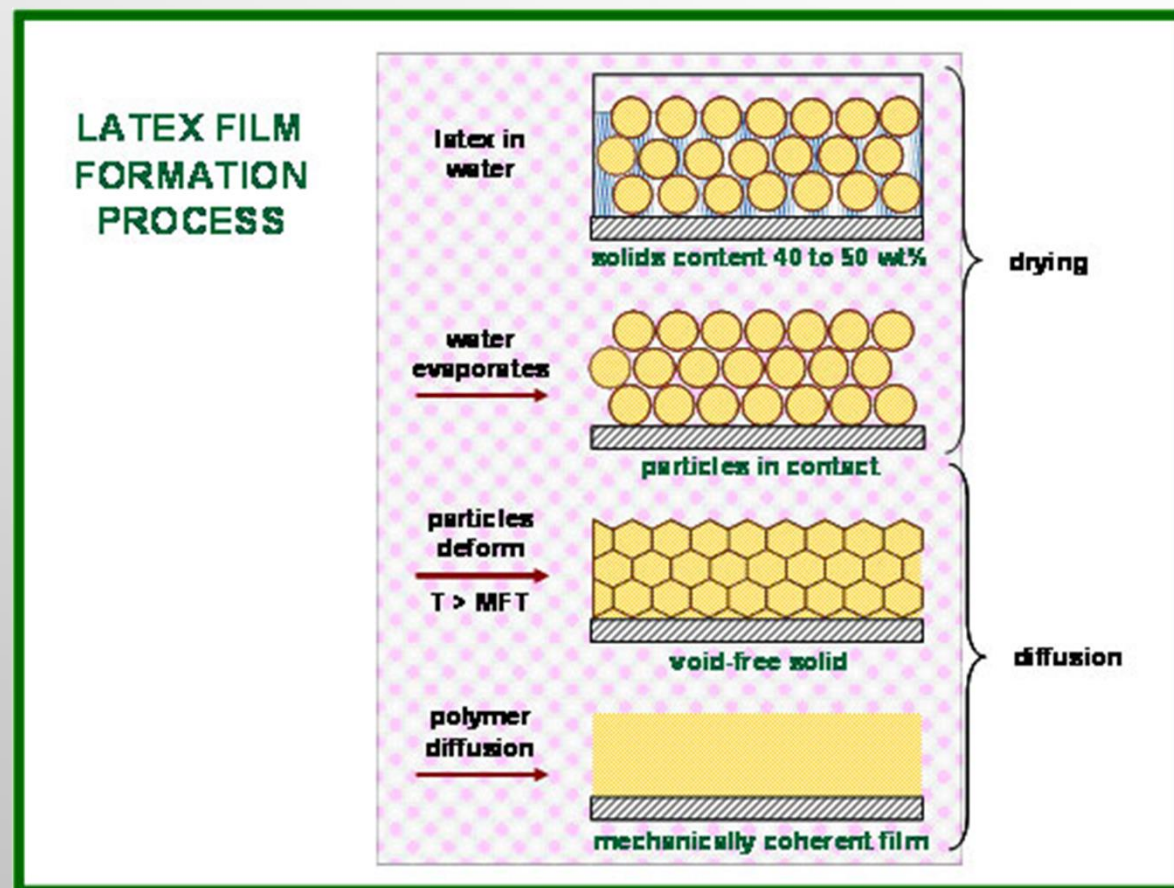 LATEX FILM
FORMATION
PROCESS
latex in
water
solids content 40 to 50 wt%
drying
water
evaporates
particles in contact
particles
deform
T > MFT
void-free solid
diffusion
polymer
diffusion
mechanically coherent film